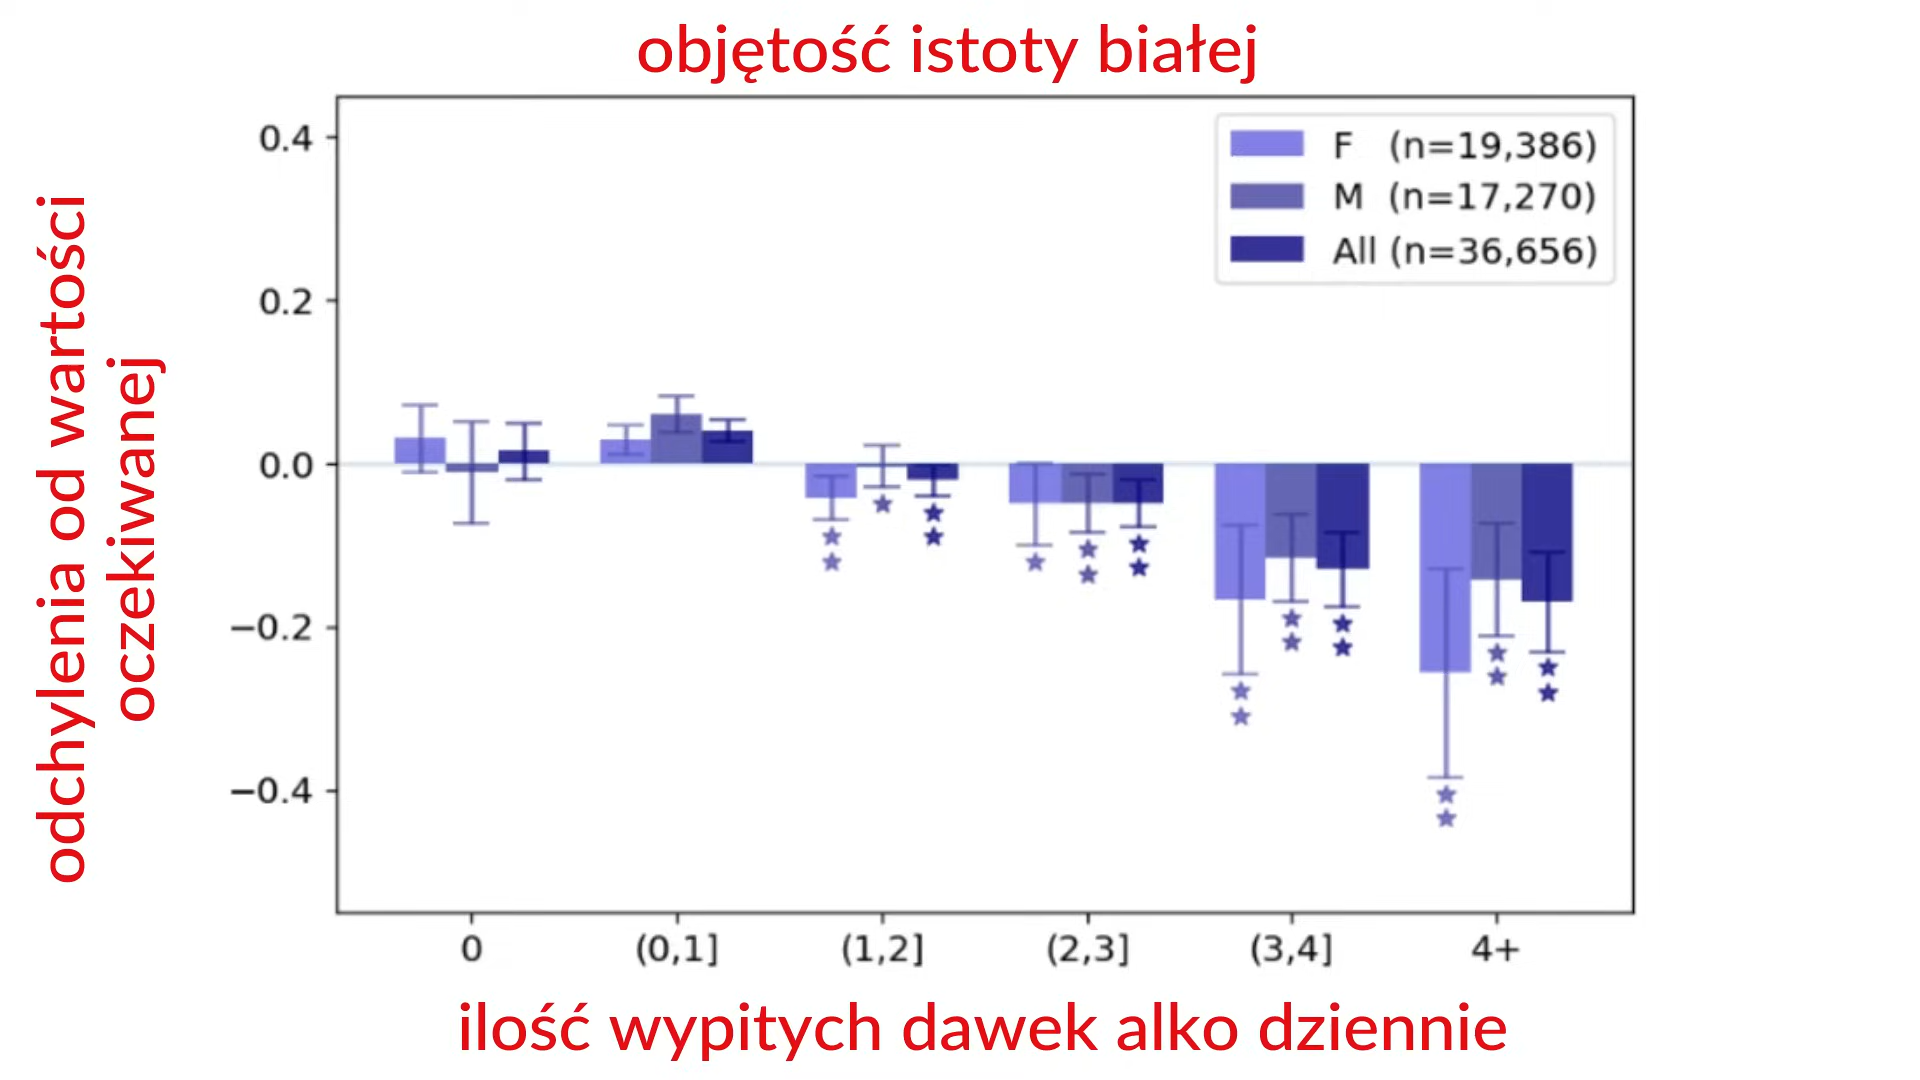 objętość istoty białej
odchylenia od wartości
oczekiwanej
0.4
0.2
0.0
−0.2
−0.4
F (n=19,386)
M (n=17,270)
All (n=36,656)
0 (0,1] (1,2] (2,3] (3,4] 4+
ilość wypitych dawek alko dziennie